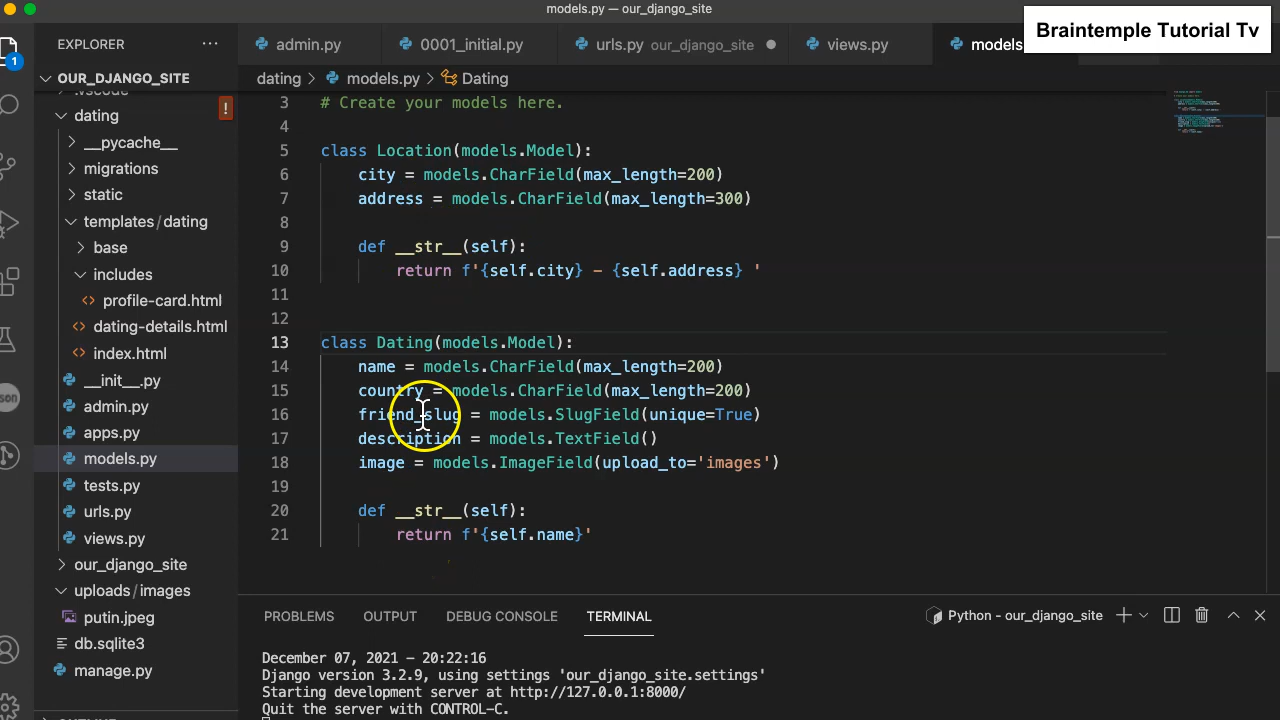 models.py — our_django_site
Braintemple Tutorial Tv
EXPLORER
admin.py
0001_initial.py
urls.py our_django_site
views.py
models
OUR_DJANGO_SITE
dating > models.py > Dating
.vscode
dating
!
__pycache__
migrations
static
templates/dating
base
includes
profile-card.html
dating-details.html
index.html
__init__.py
admin.py
apps.py
models.py
tests.py
urls.py
views.py
our_django_site
uploads/images
putin.jpeg
db.sqlite3
manage.py
1
3 # Create your models here.
4
5 class Location(models.Model):
6 city = models.CharField(max_length=200)
7 address = models.CharField(max_length=300)
8
9 def __str__(self):
10 return f'{self.city} - {self.address} '
11
12
13 class Dating(models.Model):
14 name = models.CharField(max_length=200)
15 country = models.CharField(max_length=200)
16 friend_slug = models.SlugField(unique=True)
17 description = models.TextField()
18 image = models.ImageField(upload_to='images')
19
20 def __str__(self):
21 return f'{self.name}'
PROBLEMS OUTPUT DEBUG CONSOLE TERMINAL
Python - our_django_site
December 07, 2021 - 20:22:16
Django version 3.2.9, using settings 'our_django_site.settings'
Starting development server at http://127.0.0.1:8000/
Quit the server with CONTROL-C.